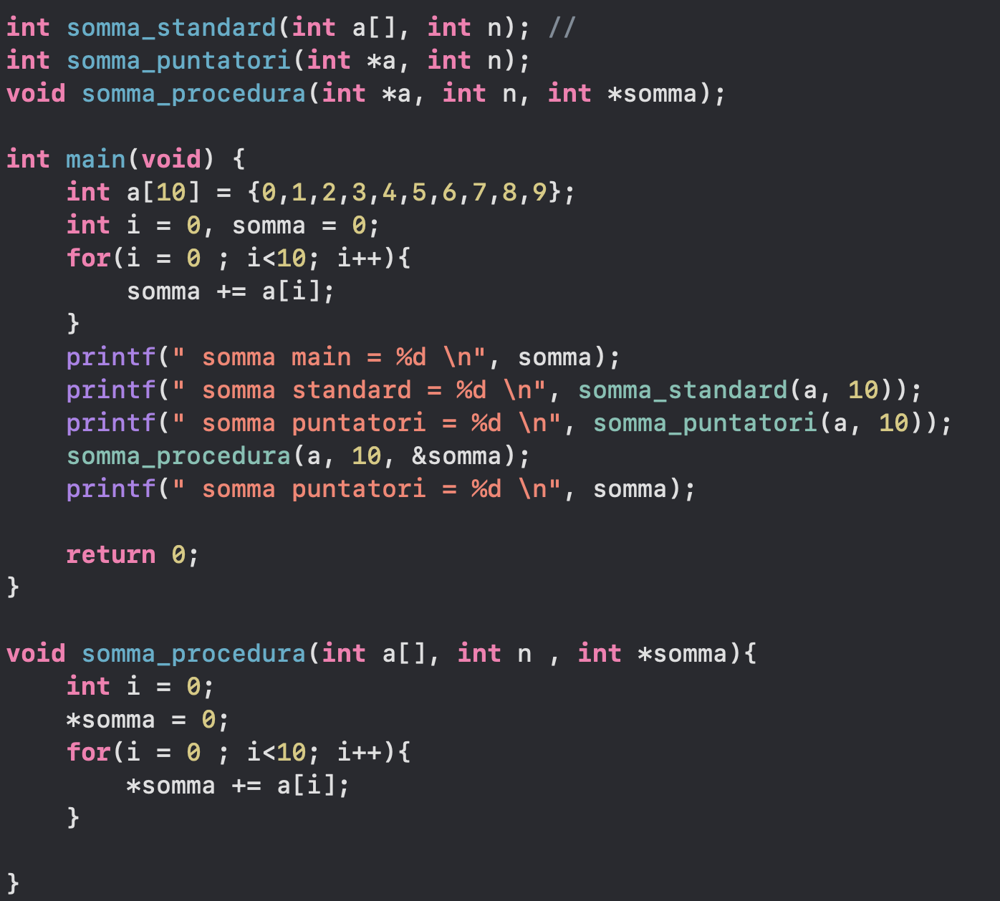 int somma_standard(int a[], int n); //
int somma_puntatori(int *a, int n);
void somma_procedura(int *a, int n, int *somma);

int main(void) {
    int a[10] = {0,1,2,3,4,5,6,7,8,9};
    int i = 0, somma = 0;
    for(i = 0 ; i<10; i++){
        somma += a[i];
    }
    printf(" somma main = %d \n", somma);
    printf(" somma standard = %d \n", somma_standard(a, 10));
    printf(" somma puntatori = %d \n", somma_puntatori(a, 10));
    somma_procedura(a, 10, &somma);
    printf(" somma puntatori = %d \n", somma);

    return 0;
}

void somma_procedura(int a[], int n , int *somma){
    int i = 0;
    *somma = 0;
    for(i = 0 ; i<10; i++){
        *somma += a[i];
    }

}